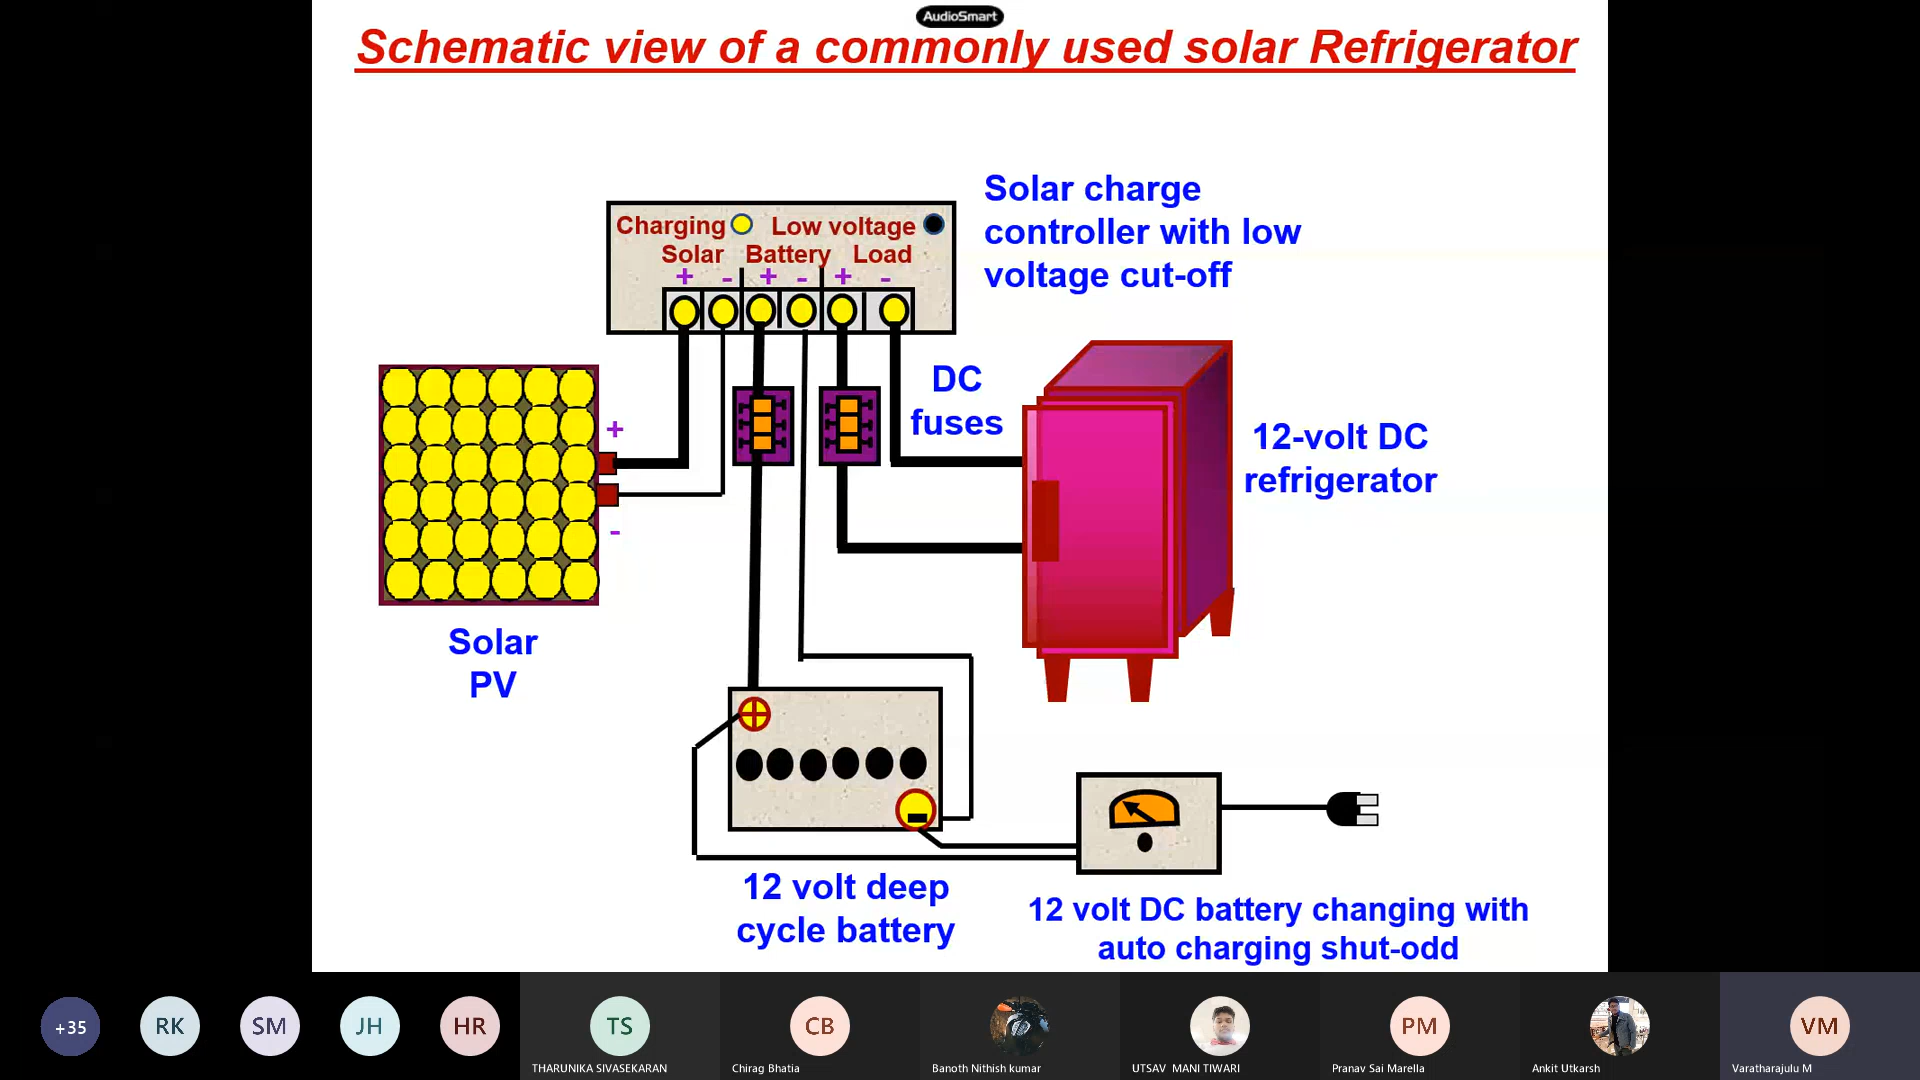 AudioSmart
Schematic view of a commonly used solar Refrigerator
Solar charge
controller with low
voltage cut-off
Charging Low voltage
Solar Battery Load
+ - + - + -
DC
fuses
12-volt DC
refrigerator
+
-
Solar
PV
12 volt deep
cycle battery
12 volt DC battery changing with
auto charging shut-odd
+35
RK
SM
JH
HR
TS
CB
PM
VM
THARUNIKA SIVASEKARAN
Chirag Bhatia
Banoth Nithish kumar
UTSAV MANI TIWARI
Pranav Sai Marella
Ankit Utkarsh
Varatharajulu M